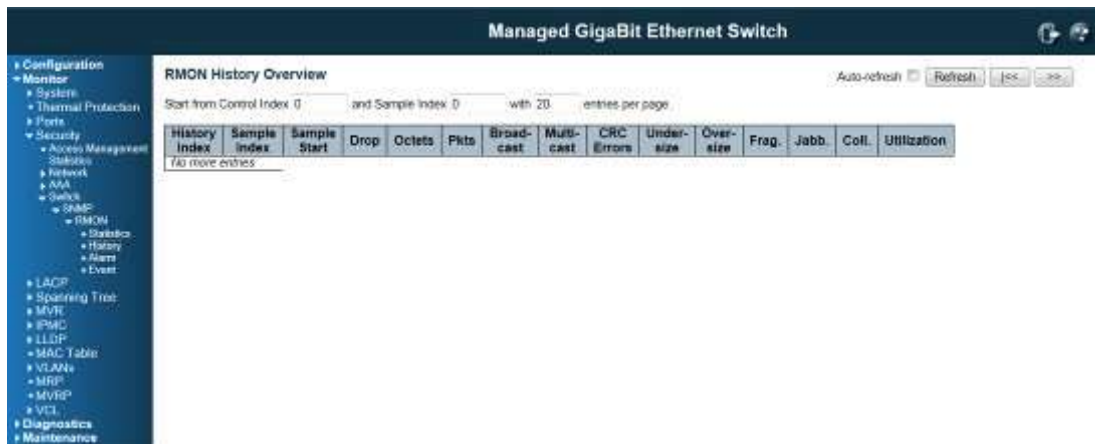 Managed GigaBit Ethernet Switch
Configuration
Monitor
System
Thermal Protection
Ports
Security
Access Management
Statistics
Network
AAA
Switch
SNMP
RMON
Statistics
History
Alarm
Event
LACP
Spanning Tree
MVR
IPMC
LLDP
MAC Table
VLANs
MRP
MVRP
VCL
Diagnostics
Maintenance
RMON History Overview
Auto-refresh Refresh |<< >>
Start from Control Index 0 and Sample Index 0 with 20 entries per page
History Index Sample Index Sample Start Drop Octets Pkts Broad-cast Multi-cast CRC Errors Under-size Over-size Frag. Jabb. Coll. Utilization
No more entries